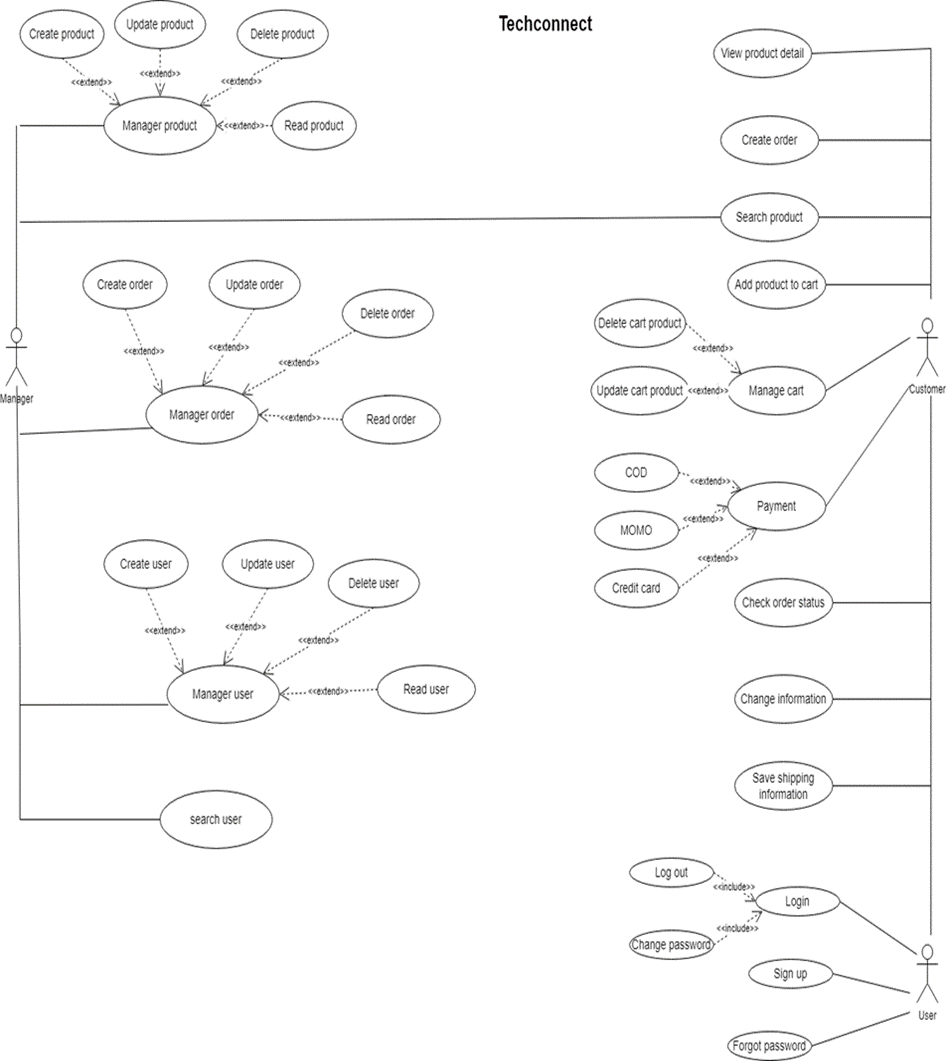 Techconnect
Create product
Update product
Delete product
<<extend>>
<<extend>>
<<extend>>
Manager product
<<extend>>
Read product
View product detail
Create order
Search product
Add product to cart
Create order
Update order
Delete order
<<extend>>
<<extend>>
<<extend>>
Manager order
<<extend>>
Read order
Manager
Delete cart product
<<extend>>
Update cart product
<<extend>>
Manage cart
Customer
COD
<<extend>>
MOMO
<<extend>>
Payment
Credit card
<<extend>>
Create user
Update user
Delete user
<<extend>>
<<extend>>
<<extend>>
Manager user
<<extend>>
Read user
search user
Check order status
Change information
Save shipping
information
Log out
<<include>>
Login
Change password
<<include>>
Sign up
User
Forgot password